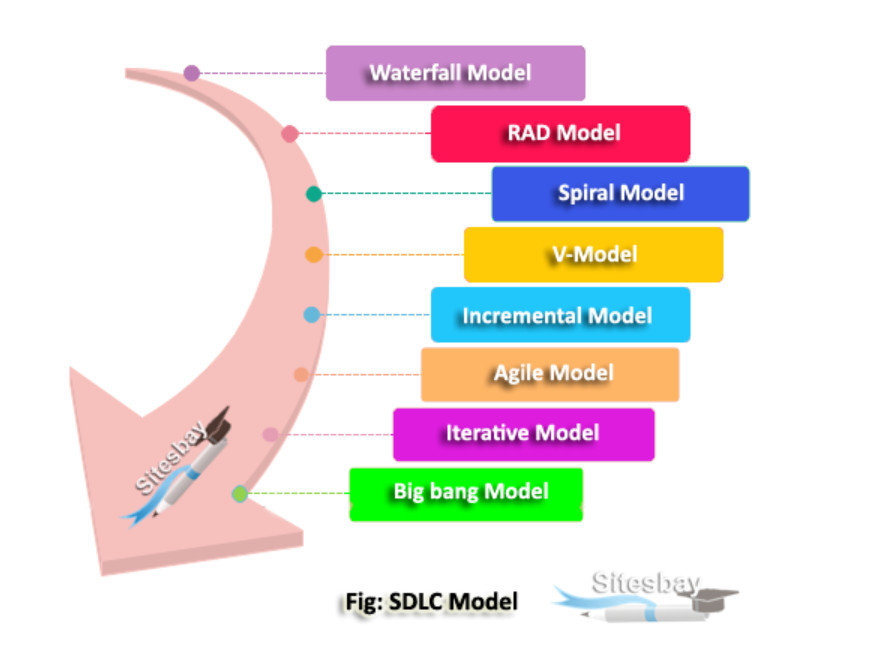 Waterfall Model
RAD Model
Spiral Model
V-Model
Incremental Model
Agile Model
Iterative Model
Big bang Model
Sitesbay
Fig: SDLC Model
Sitesbay